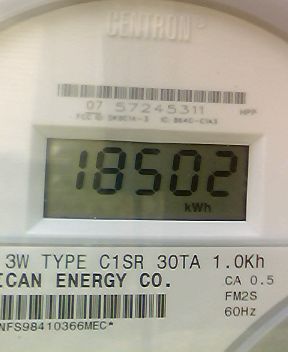 CENTRON
07 57245311
18502
kWh
3W TYPE C1SR 30TA 1.0Kh
ICAN ENERGY CO.
CA 0.5
FM2S
60Hz
NFS98410366MEC*